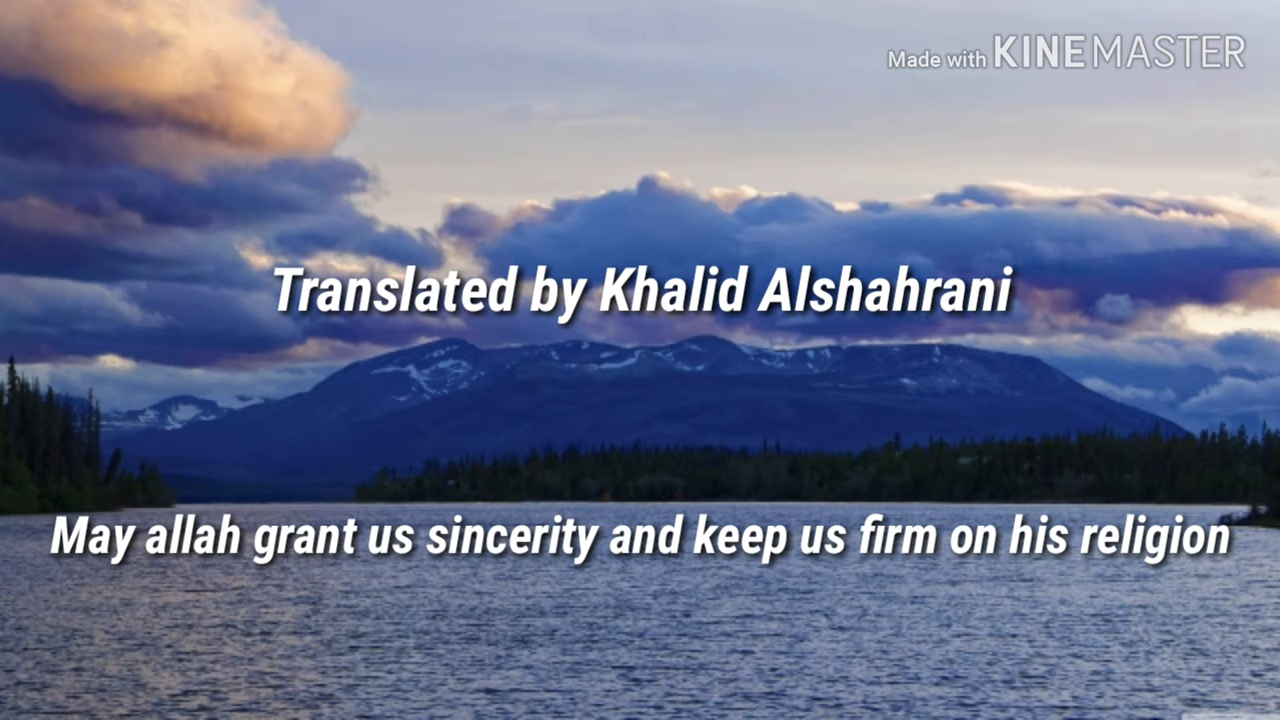 Made with KINEMASTER
Translated by Khalid Alshahrani
May allah grant us sincerity and keep us firm on his religion